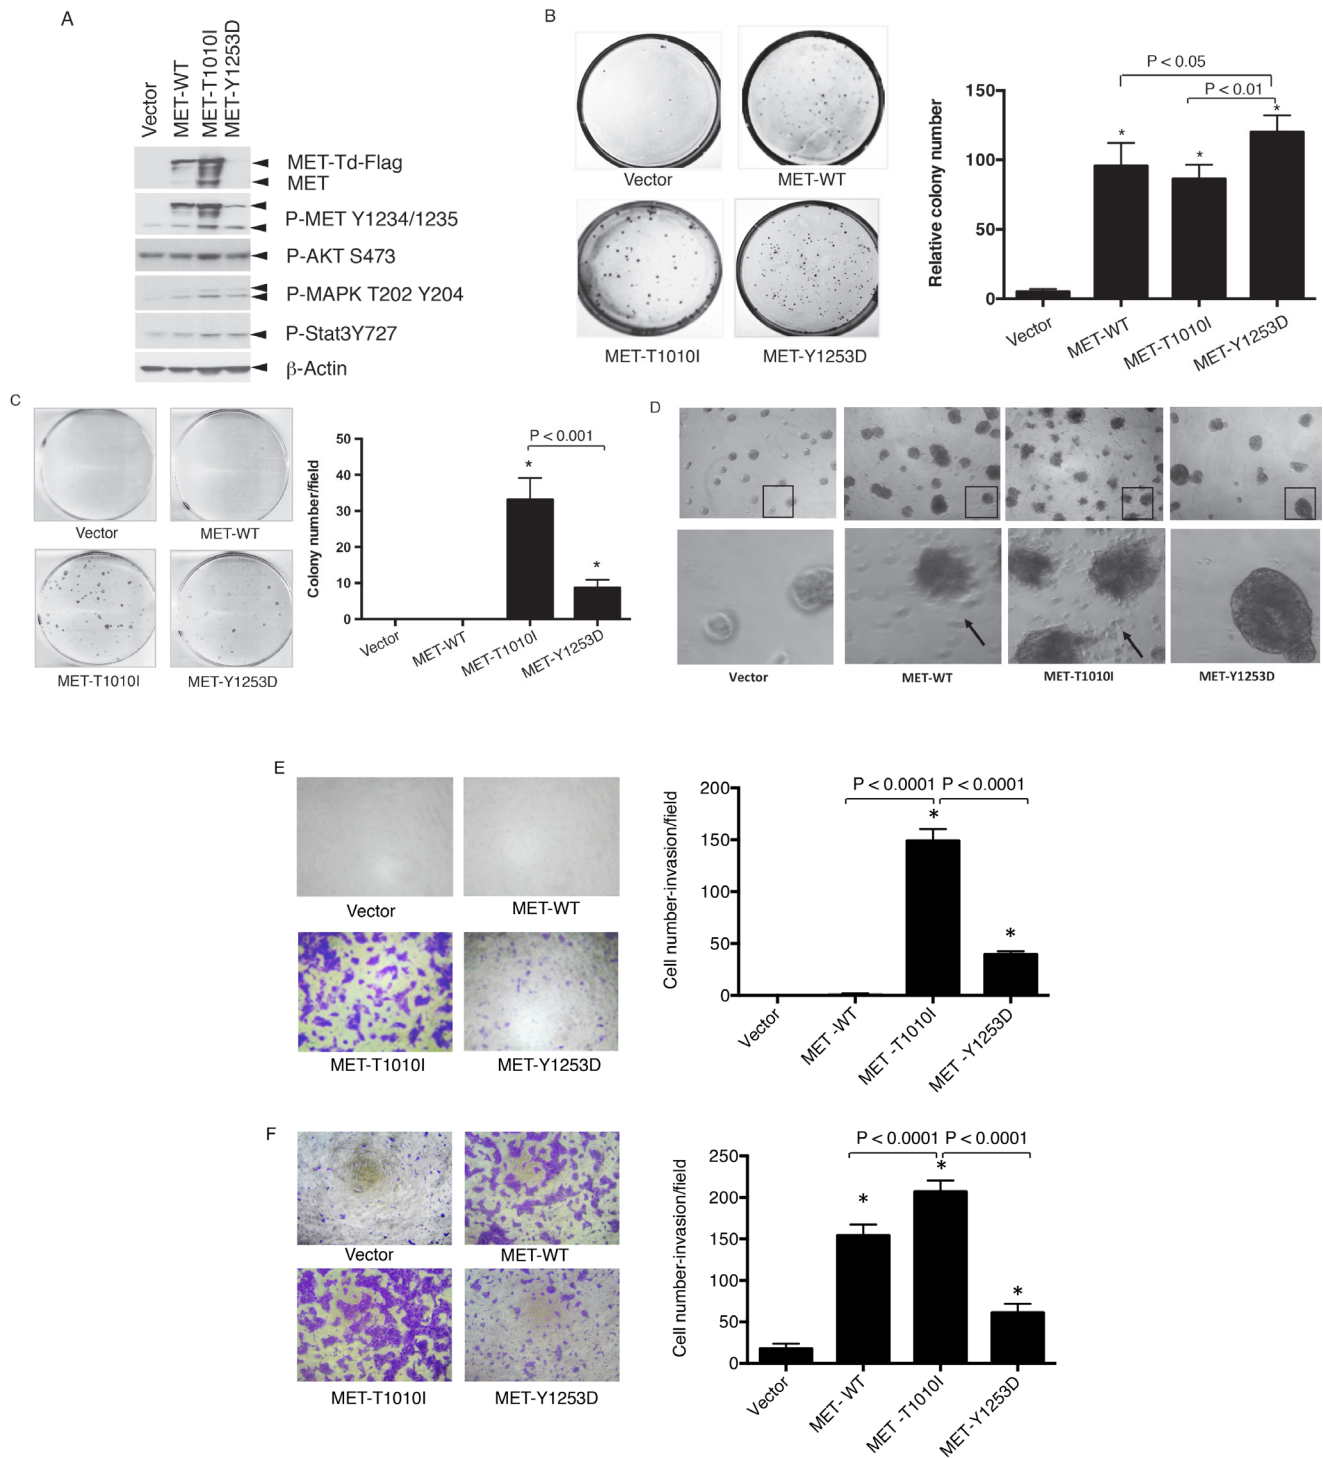 A
Vector
MET-WT
MET-T1010I
MET-Y1253D
MET-Td-Flag
MET
P-MET Y1234/1235
P-AKT S473
P-MAPK T202 Y204
P-Stat3Y727
β-Actin
B
Vector
MET-WT
MET-T1010I
MET-Y1253D
Relative colony number
150
100
50
0
P < 0.05
P < 0.01
*
*
*
Vector
MET-WT
MET-T1010I
MET-Y1253D
C
Vector
MET-WT
MET-T1010I
MET-Y1253D
Colony number/field
50
40
30
20
10
0
P < 0.001
*
*
Vector
MET-WT
MET-T1010I
MET-Y1253D
D
Vector
MET-WT
MET-T1010I
MET-Y1253D
E
Vector
MET-WT
MET-T1010I
MET-Y1253D
Cell number-invasion/field
200
150
100
50
0
P < 0.0001
P < 0.0001
*
*
Vector
MET -WT
MET -T1010I
MET -Y1253D
F
Vector
MET-WT
MET-T1010I
MET-Y1253D
Cell number-invasion/field
250
200
150
100
50
0
P < 0.0001
P < 0.0001
*
*
*
Vector
MET- WT
MET -T1010I
MET-Y1253D